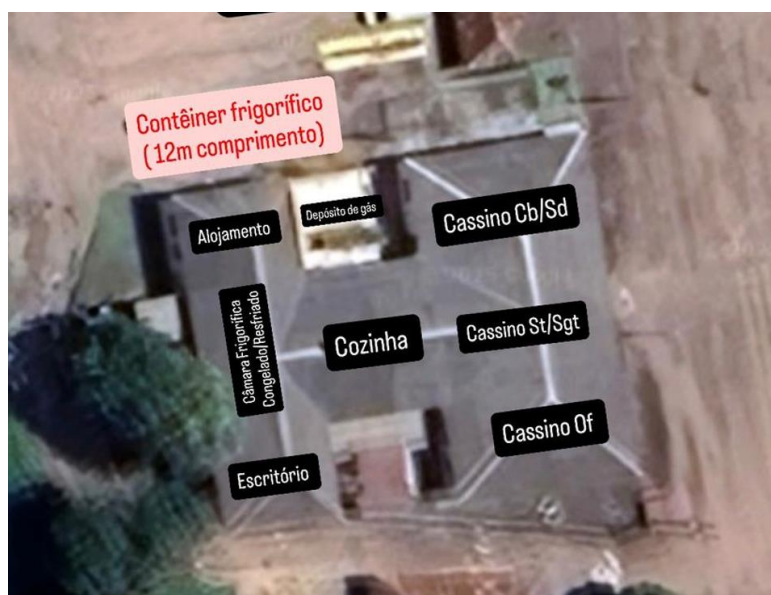 Contêiner frigorífico
(12m comprimento)
Alojamento
Depósito de gás
Cassino Cb/Sd
Câmara Frigorífica
Congelado/Resfriado
Cozinha
Cassino St/Sgt
Escritório
Cassino Of